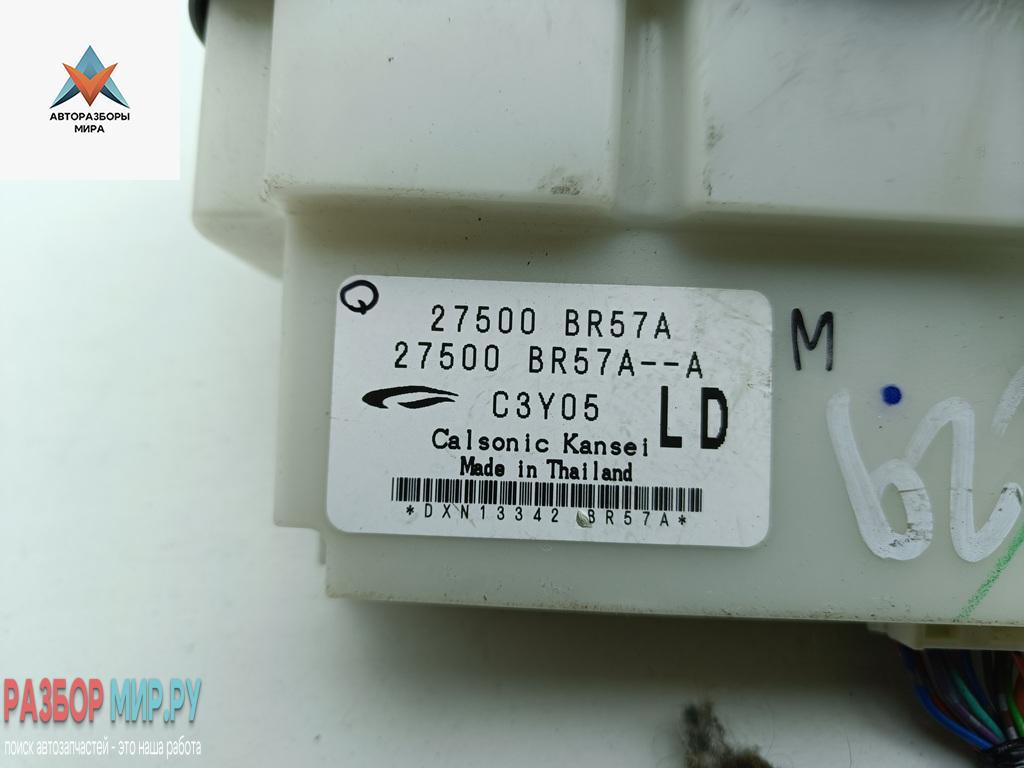 АВТОРАЗБОРЫ
МИРА
Q
27500 BR57A
27500 BR57A--A
C3Y05
LD
Calsonic Kansei
Made in Thailand
*DXN13342 BR57A*
M
РАЗБОР МИР.РУ
поиск автозапчастей - это наша работа